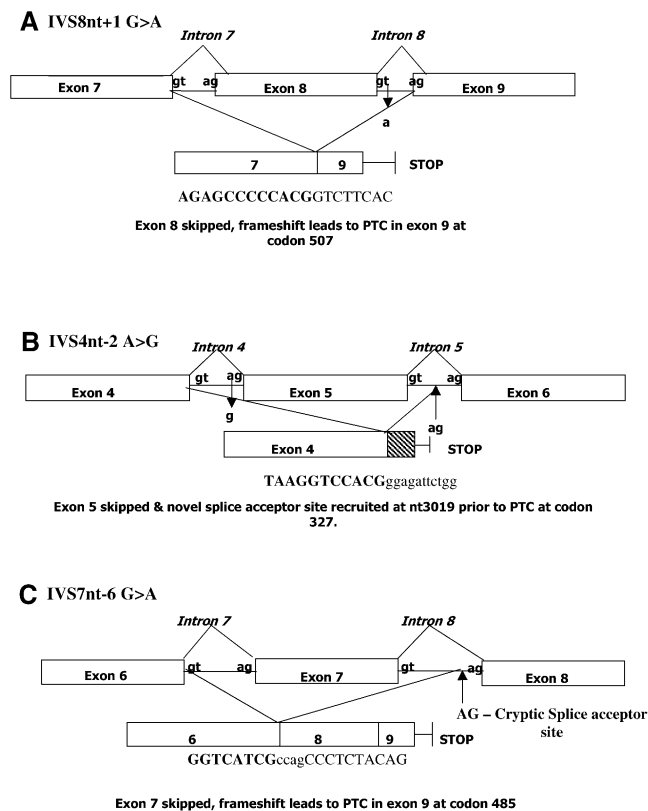 A IVS8nt+1 G>A
Intron 7 Intron 8
gt ag gt ag
Exon 7 Exon 8 Exon 9
a
7 9 STOP
AGAGCCCCCACGGTCTTCAC
Exon 8 skipped, frameshift leads to PTC in exon 9 at
codon 507
B IVS4nt-2 A>G
Intron 4 Intron 5
gt ag gt ag
Exon 4 Exon 5 Exon 6
g ag
Exon 4 STOP
TAAGGTCCACGggagattctgg
Exon 5 skipped & novel splice acceptor site recruited at nt3019 prior to PTC at codon
327.
C IVS7nt-6 G>A
Intron 7 Intron 8
gt ag gt ag
Exon 6 Exon 7 Exon 8
AG – Cryptic Splice acceptor
site
6 8 9 STOP
GGTCATCGccagCCCTCTACAG
Exon 7 skipped, frameshift leads to PTC in exon 9 at codon 485